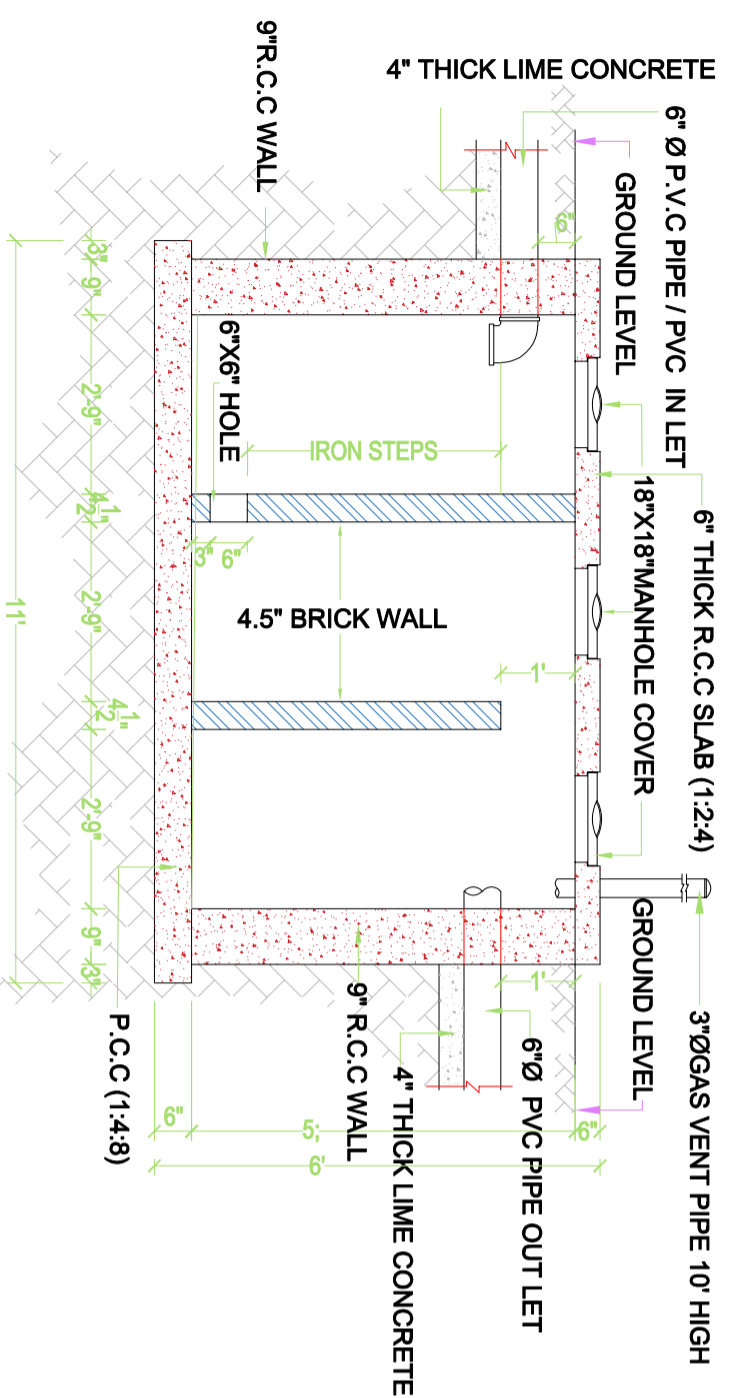 3"ØGAS VENT PIPE 10' HIGH
6" THICK R.C.C SLAB (1:2:4)
6" Ø P.V.C PIPE / PVC IN LET
18"X18"MANHOLE COVER
GROUND LEVEL
GROUND LEVEL
4" THICK LIME CONCRETE
6"
1'
1'
6"
6"Ø PVC PIPE OUT LET
4" THICK LIME CONCRETE
IRON STEPS
4.5" BRICK WALL
9"R.C.C WALL
9" R.C.C WALL
6"X6" HOLE
6"
3"
5;
6'
6"
P.C.C (1:4:8)
3"
9"
2'-9"
4 1/2"
2'-9"
4 1/2"
2'-9"
9"
3"
11'